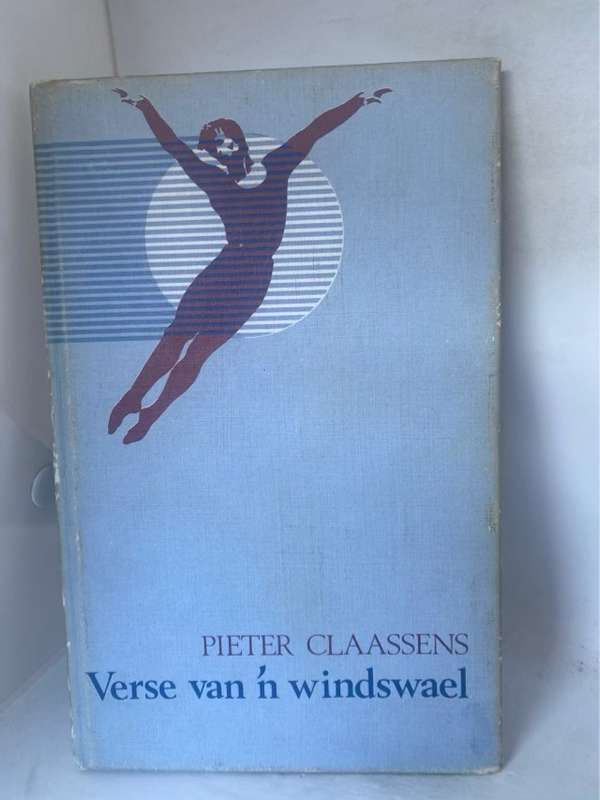 PIETER CLAASSENS
Verse van 'n windswael